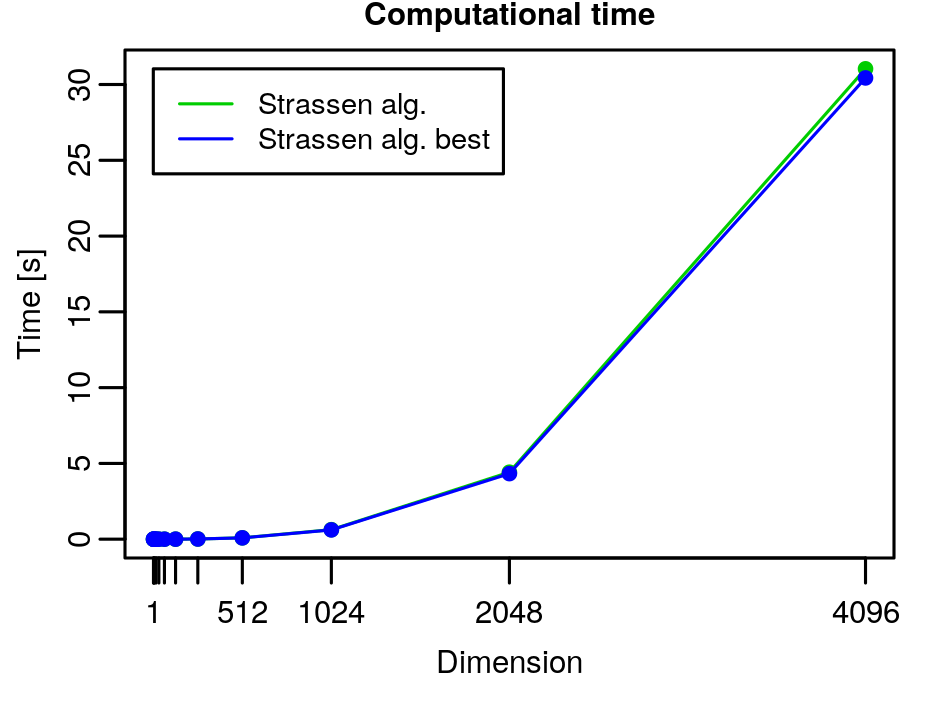 Computational time
Strassen alg.
Strassen alg. best
30
25
20
15
10
5
0
Time [s]
1 512 1024 2048 4096
Dimension